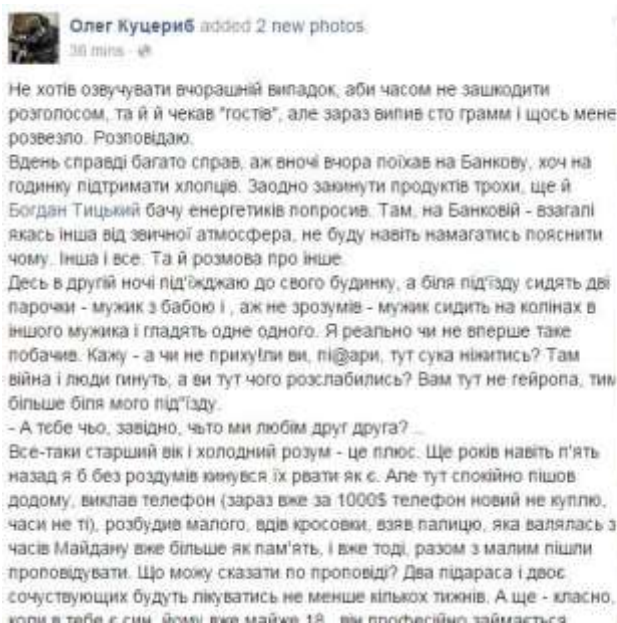 Олег Куцериб added 2 new photos.
36 mins ·
Не хотів озвучувати вчорашній випадок, аби часом не зашкодити
розголосом, та й й чекав "гостів", але зараз випив сто грамм і щось мене
розвезло. Розповідаю.
Вдень справді багато справ, аж вночі вчора поїхав на Банкову, хоч на
годинку підтримати хлопців. Заодно закинути продуктів трохи, ще й
Богдан Тицький бачу енергетиків попросив. Там, на Банковій - взагалі
якась інша від звичної атмосфера, не буду навіть намагатись пояснити
чому. Інша і все. Та й розмова про інше.
Десь в другій ночі під'їжджаю до свого будинку, а біля під'їзду сидять дві
парочки - мужик з бабою і , аж не зрозумів - мужик сидить на колінах в
іншого мужика і гладять одне одного. Я реально чи не вперше таке
побачив. Кажу - а чи не приху!ли ви, пі@ари, тут сука ніжитись? Там
війна і люди гинуть, а ви тут чого розслабились? Вам тут не гейропа, тим
більше біля мого під"їзду.
- А тєбе чьо, завідно, чьто ми любім друг друга? ..
Все-таки старший вік і холодний розум - це плюс. Ще років навіть п'ять
назад я б без роздумів кинувся їх рвати як є. Але тут спокійно пішов
додому, виклав телефон (зараз вже за 1000$ телефон новий не куплю,
часи не ті), розбудив малого, вдів кросовки, взяв палицю, яка валялась з
часів Майдану вже більше як пам'ять, і вже тоді, разом з малим пішли
проповідувати. Що можу сказати по проповіді? Два підараса і двоє
сочуствующих будуть лікуватись не менше кількох тижнів. А ще - класно,
коли в тебе є син, йому вже майже 18, він професійно займається